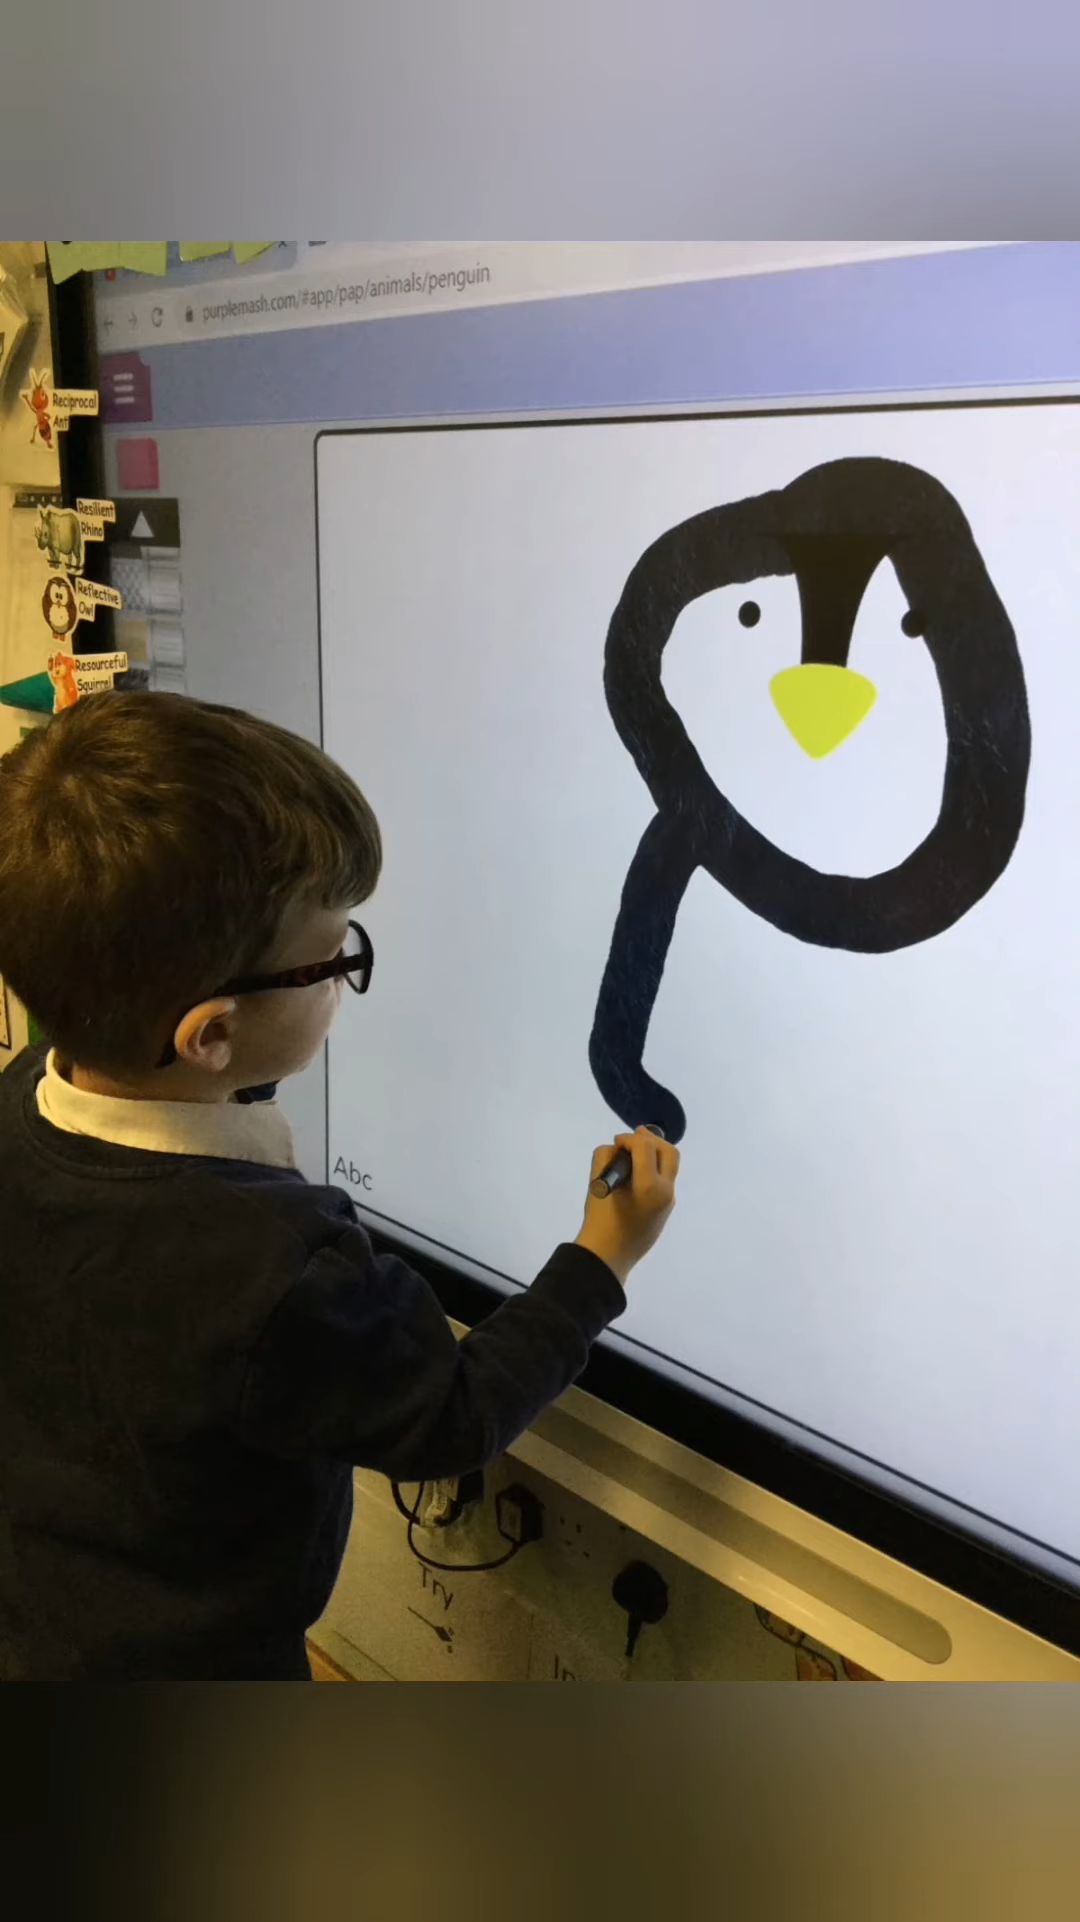 purplemash.com/#app/pap/animals/penguin
Reciprocal
Ant
Resilient
Rhino
Reflective
Owl
Resourceful
Squirrel
Abc
Try